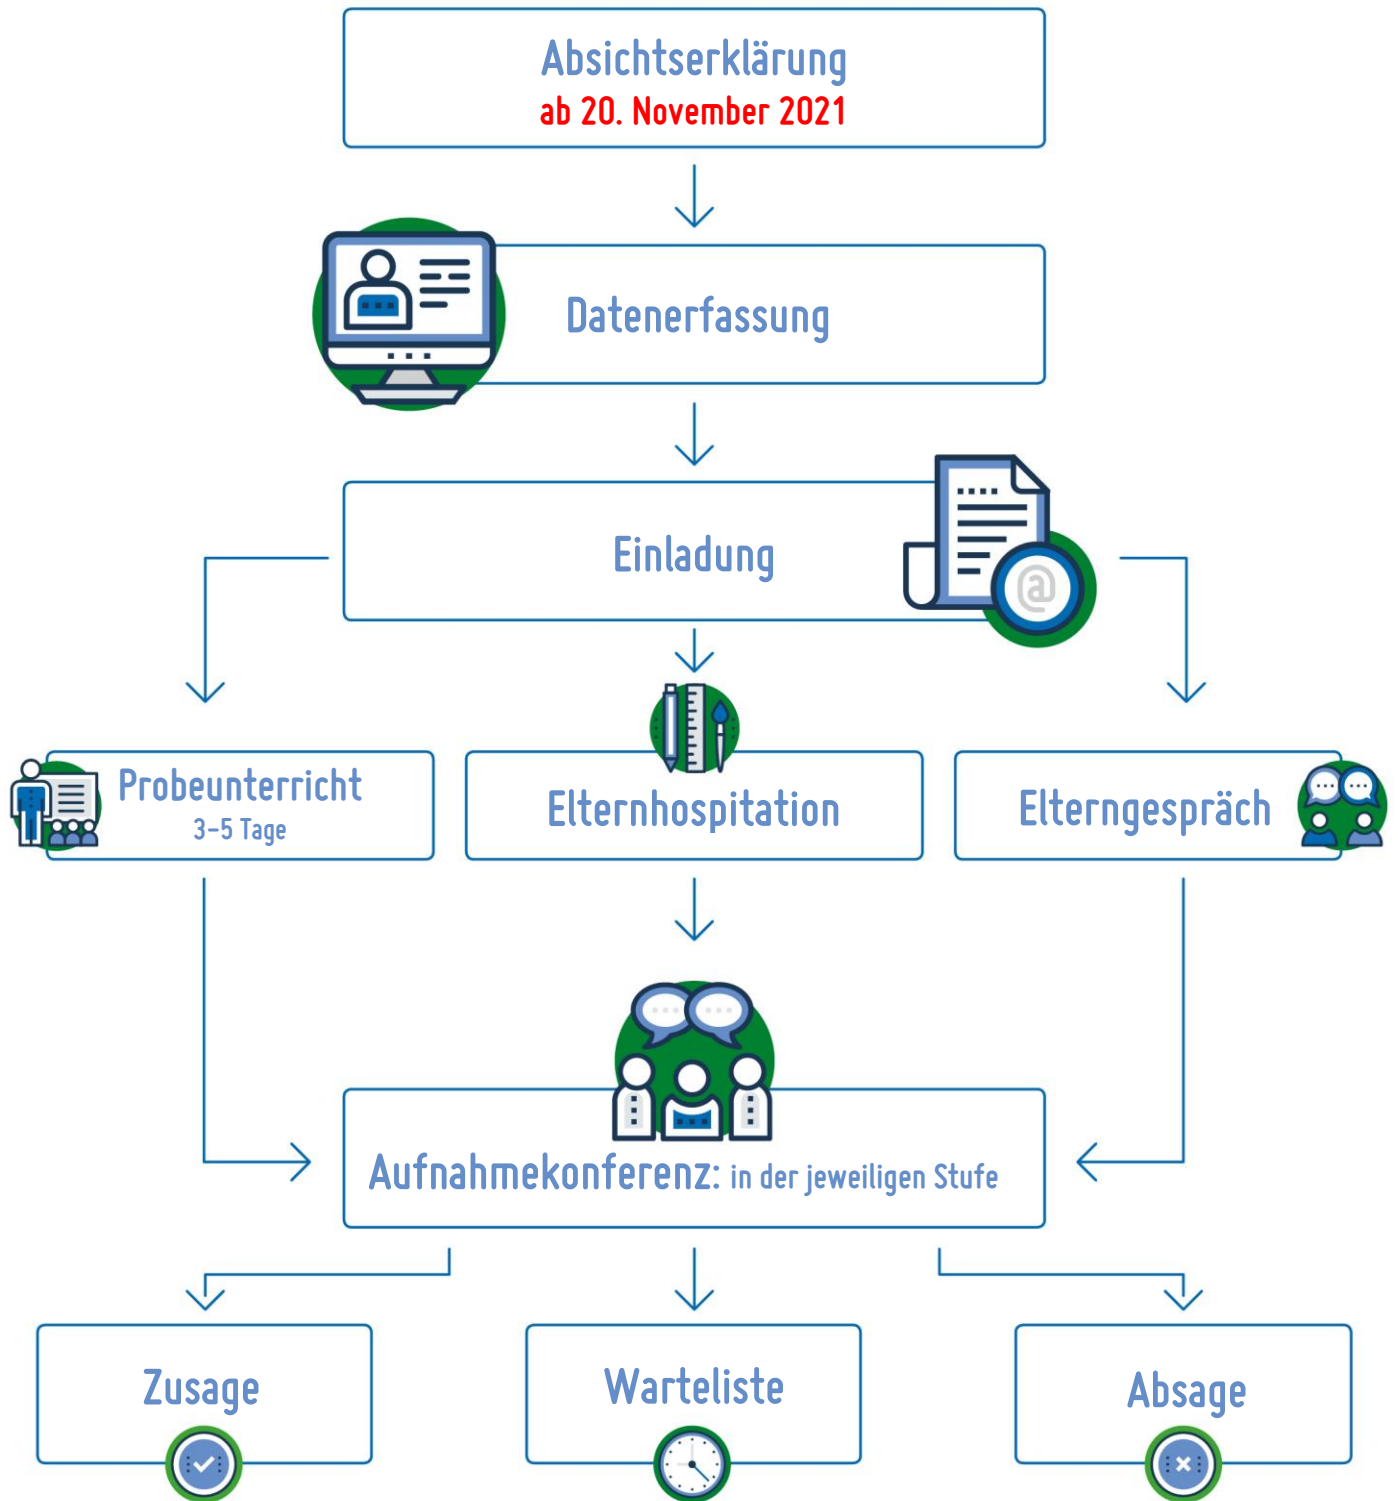 Absichtserklärung
ab 20. November 2021
Datenerfassung
Einladung
@
Probeunterricht
3-5 Tage
Elternhospitation
Elterngespräch
Aufnahmekonferenz: in der jeweiligen Stufe
Zusage
Warteliste
Absage